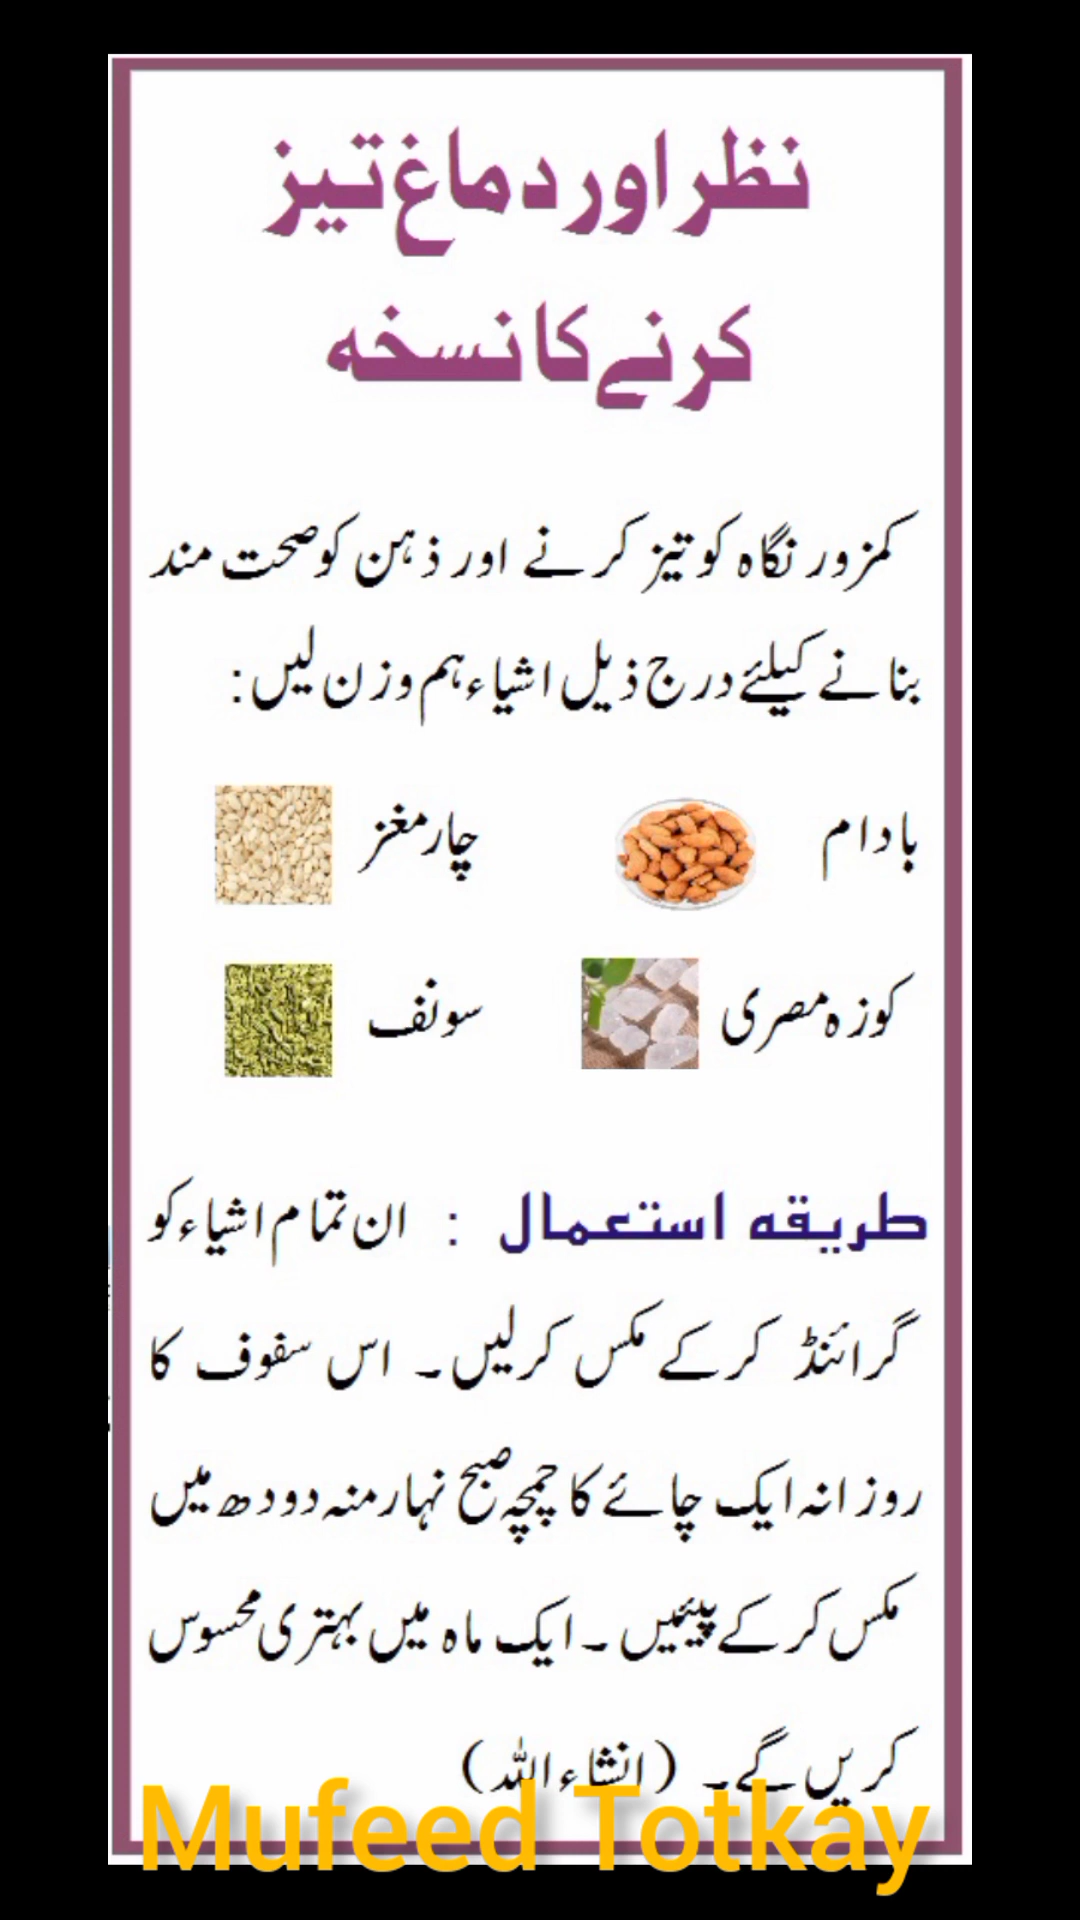 نظر اور دماغ تیز
کرنے کا نسخہ
کمزور نگاہ کو تیز کرنے اور ذہن کو صحت مند
بنانے کیلئے درج ذیل اشیاء ہم وزن لیں:
بادام چار مغز
کوزہ مصری سونف
طریقہ استعمال : ان تمام اشیاء کو
گرائنڈ کر کے مکس کر لیں۔ اس سفوف کا
روزانہ ایک چائے کا چمچہ صبح نہار منہ دودھ میں
مکس کر کے پیئیں۔ ایک ماہ میں بہتری محسوس
کریں گے۔ (انشاءاللہ)
Mufeed Totkay